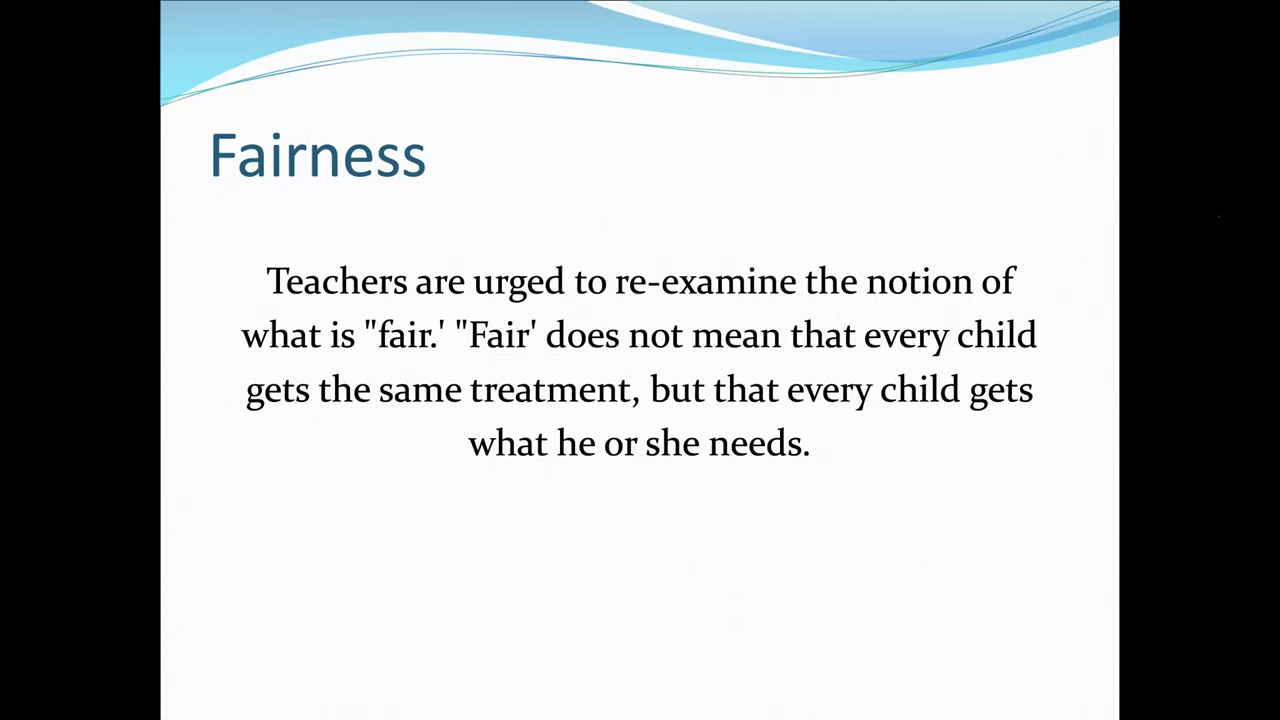 Fairness
Teachers are urged to re-examine the notion of
what is "fair.' "Fair' does not mean that every child
gets the same treatment, but that every child gets
what he or she needs.